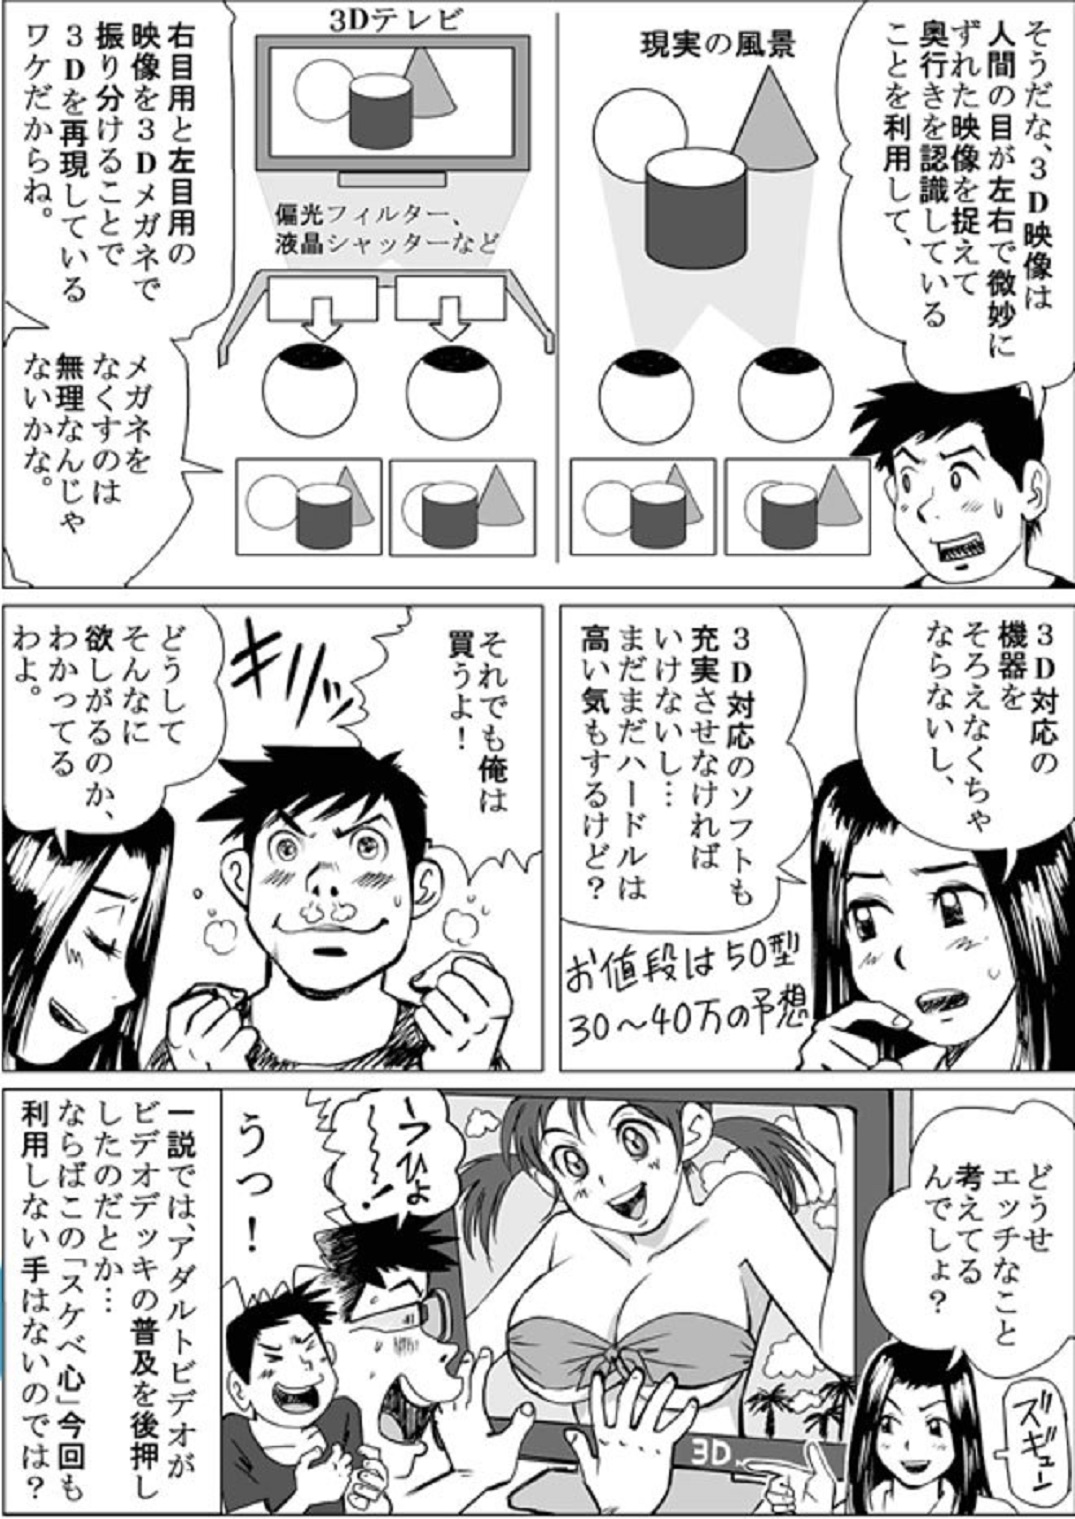 そうだな、3D映像は
人間の目が左右で微妙に
ずれた映像を捉えて
奥行きを認識している
ことを利用して、
現実の風景
3Dテレビ
偏光フィルター、
液晶シャッターなど
右目用と左目用の
映像を3Dメガネで
振り分けることで
3Dを再現している
ワケだからね。
メガネを
なくすのは
無理なんじゃ
ないかな。
3D対応の
機器を
そろえなくちゃ
ならないし、
3D対応のソフトも
充実させなければ
いけないし…
まだまだハードルは
高い気もするけど?
お値段は50型
30〜40万の予想
それでも俺は
買うよ!
キリッ
どうして
そんなに
欲しがるのか、
わかってる
わよ。
どうせ
エッチなこと
考えてる
んでしょ?
ズギューン
3D
うっひょ〜!
うっ!
一説では、アダルトビデオが
ビデオデッキの普及を後押し
したのだとか…
ならばこの「スケベ心」今回も
利用しない手はないのでは?